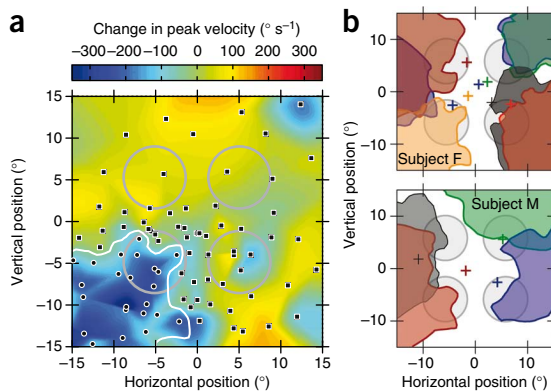 a
b
Change in peak velocity (° s⁻¹)
−300 −200 −100 0 100 200 300
Vertical position (°)
15
10
5
0
−5
−10
−15
−15 −10 −5 0 5 10 15
Horizontal position (°)
Vertical position (°)
10
0
−10
Subject F
10
0
−10
Subject M
−10 0 10
Horizontal position (°)